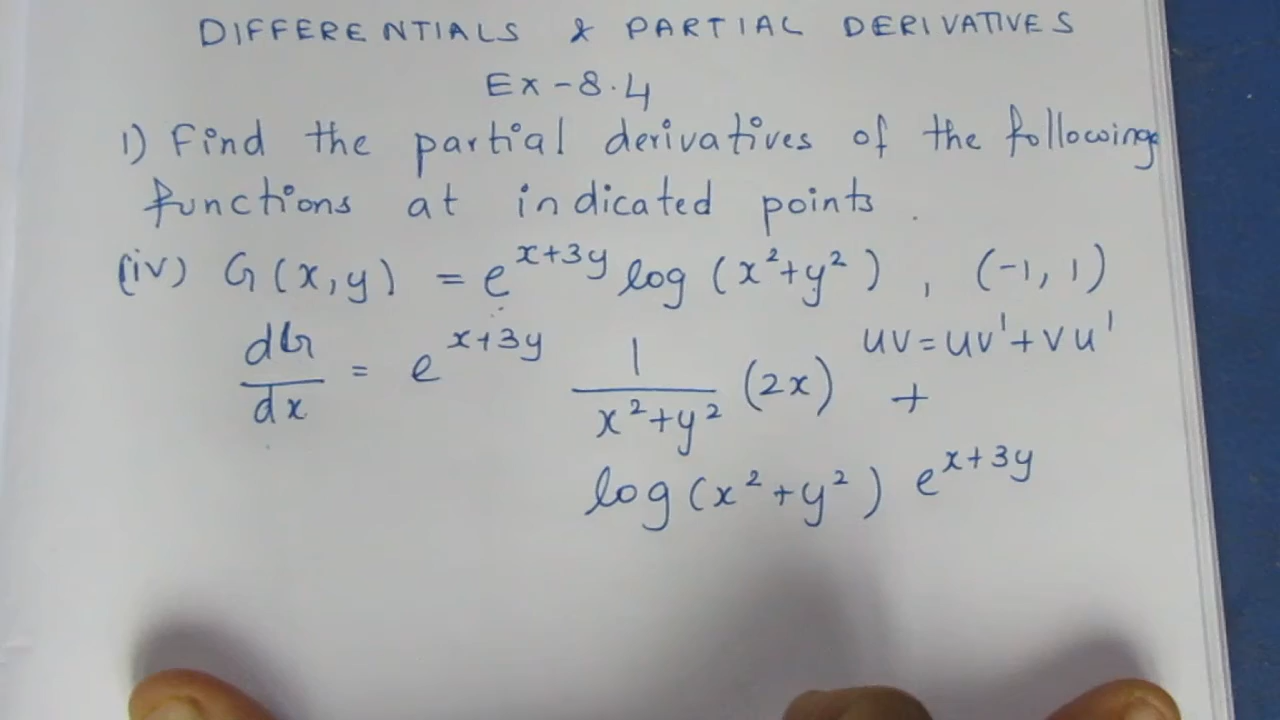 DIFFERENTIALS & PARTIAL DERIVATIVES
Ex-8.4
1) Find the partial derivatives of the following
functions at indicated points.
(iv) G(x,y) = e^{x+3y} log (x²+y²) , (-1, 1)
dG/dx = e^{x+3y} 1/(x²+y²) (2x) +
uv = uv' + vu'
log(x²+y²) e^{x+3y}